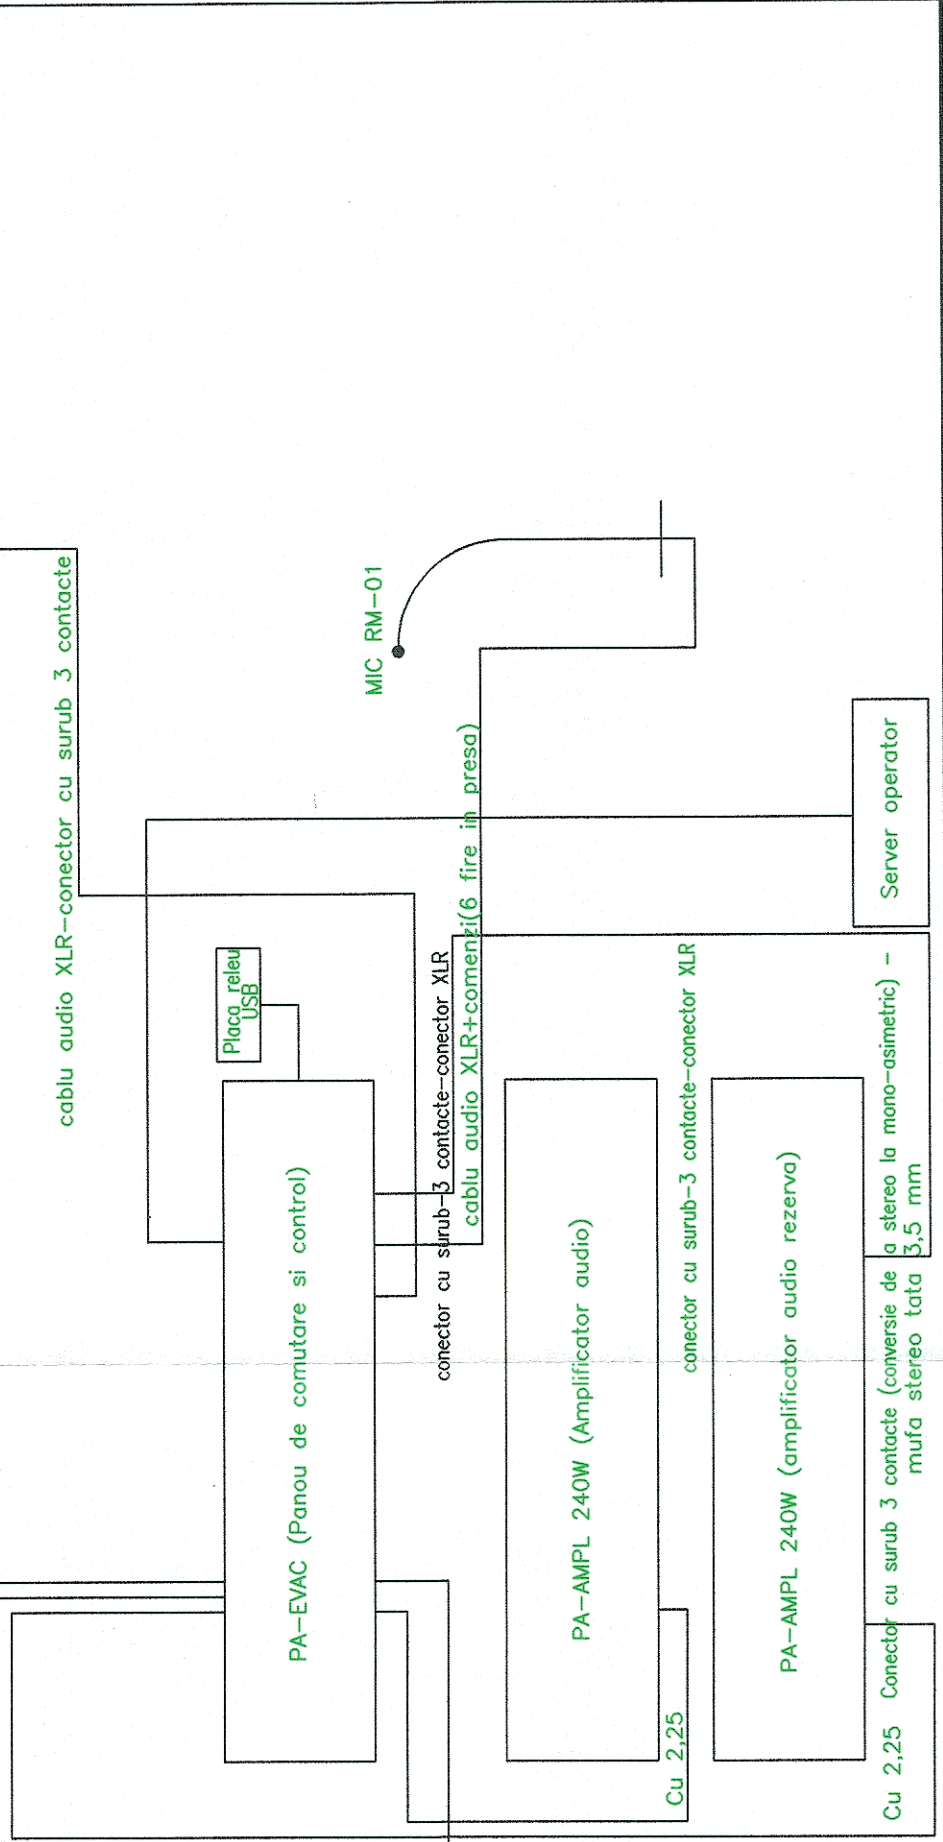 cablu audio XLR-conector cu surub 3 contacte
MIC RM-01
Placa releu
USB
PA-EVAC (Panou de comutare si control)
conector cu surub-3 contacte-conector XLR
cablu audio XLR+comenzi(6 fire in presa)
PA-AMPL 240W (Amplificator audio)
Cu 2,25
conector cu surub-3 contacte-conector XLR
PA-AMPL 240W (amplificator audio rezerva)
Server operator
Cu 2,25
Conector cu surub 3 contacte (conversie de a stereo la mono-asimetric) -
mufa stereo tata 3,5 mm